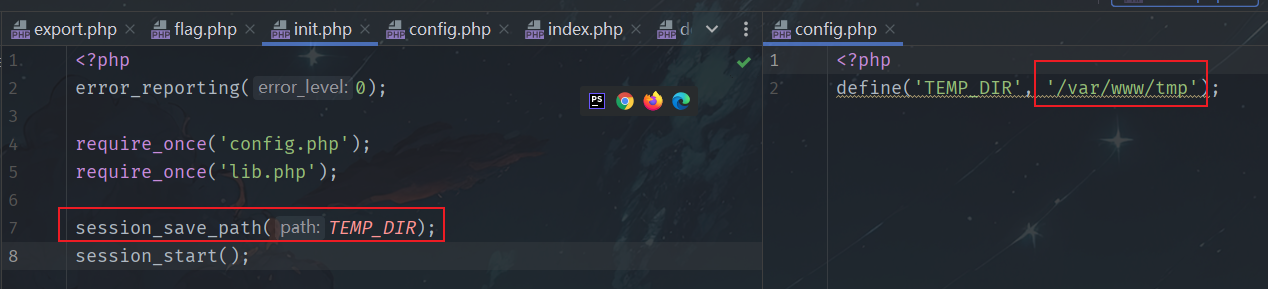 export.php × flag.php × init.php × config.php × index.php × d
1 <?php
2 error_reporting( error_level: 0);
3
4 require_once('config.php');
5 require_once('lib.php');
6
7 session_save_path( path: TEMP_DIR);
8 session_start();
config.php ×
1 <?php
2 define('TEMP_DIR', '/var/www/tmp');